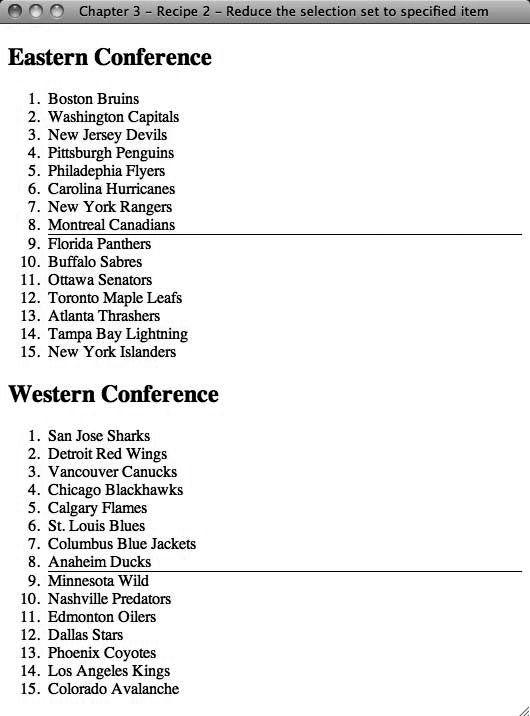 Chapter 3 – Recipe 2 – Reduce the selection set to specified item
Eastern Conference
1. Boston Bruins
2. Washington Capitals
3. New Jersey Devils
4. Pittsburgh Penguins
5. Philadephia Flyers
6. Carolina Hurricanes
7. New York Rangers
8. Montreal Canadians
9. Florida Panthers
10. Buffalo Sabres
11. Ottawa Senators
12. Toronto Maple Leafs
13. Atlanta Thrashers
14. Tampa Bay Lightning
15. New York Islanders
Western Conference
1. San Jose Sharks
2. Detroit Red Wings
3. Vancouver Canucks
4. Chicago Blackhawks
5. Calgary Flames
6. St. Louis Blues
7. Columbus Blue Jackets
8. Anaheim Ducks
9. Minnesota Wild
10. Nashville Predators
11. Edmonton Oilers
12. Dallas Stars
13. Phoenix Coyotes
14. Los Angeles Kings
15. Colorado Avalanche